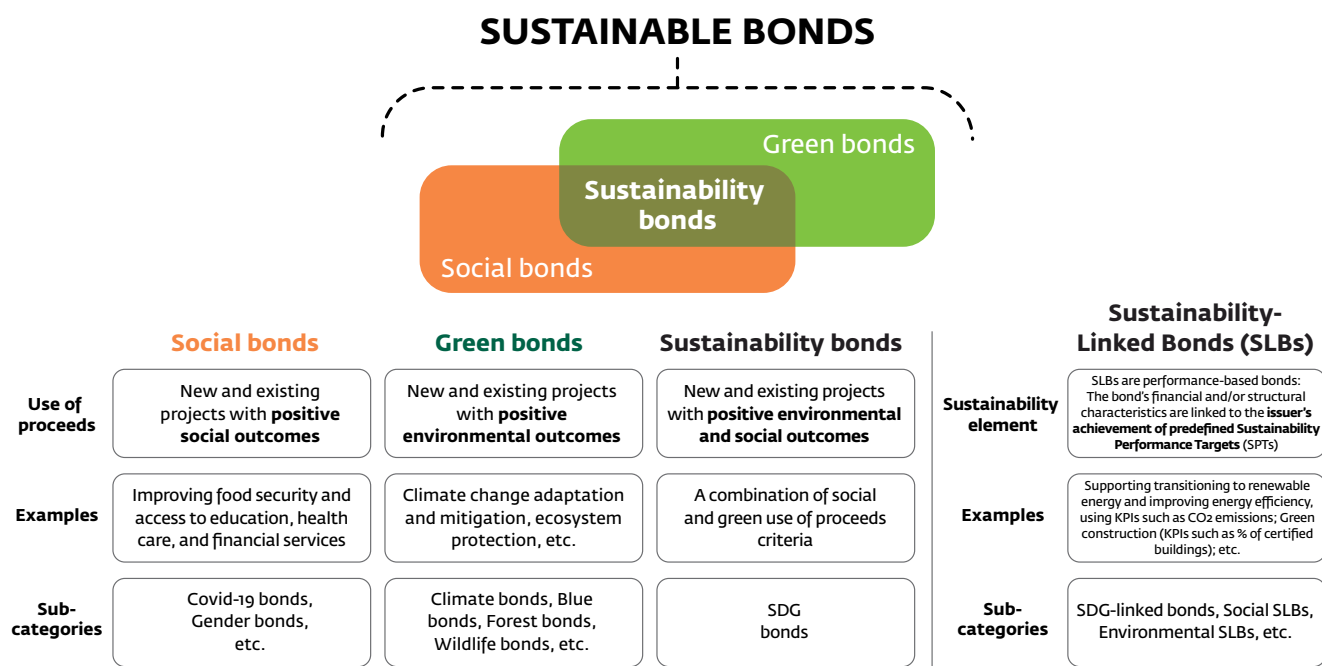 SUSTAINABLE BONDS
Green bonds
Sustainability
bonds
Social bonds
Social bonds
Green bonds
Sustainability bonds
Sustainability-
Linked Bonds (SLBs)
Use of
proceeds
New and existing
projects with positive
social outcomes
New and existing projects
with positive
environmental outcomes
New and existing projects
with positive environmental
and social outcomes
Sustainability
element
SLBs are performance-based bonds:
The bond's financial and/or structural
characteristics are linked to the issuer's
achievement of predefined Sustainability
Performance Targets (SPTs)
Examples
Improving food security and
access to education, health
care, and financial services
Climate change adaptation
and mitigation, ecosystem
protection, etc.
A combination of social
and green use of proceeds
criteria
Examples
Supporting transitioning to renewable
energy and improving energy efficiency,
using KPIs such as CO2 emissions; Green
construction (KPIs such as % of certified
buildings); etc.
Sub-
categories
Covid-19 bonds,
Gender bonds,
etc.
Climate bonds, Blue
bonds, Forest bonds,
Wildlife bonds, etc.
SDG
bonds
Sub-
categories
SDG-linked bonds, Social SLBs,
Environmental SLBs, etc.